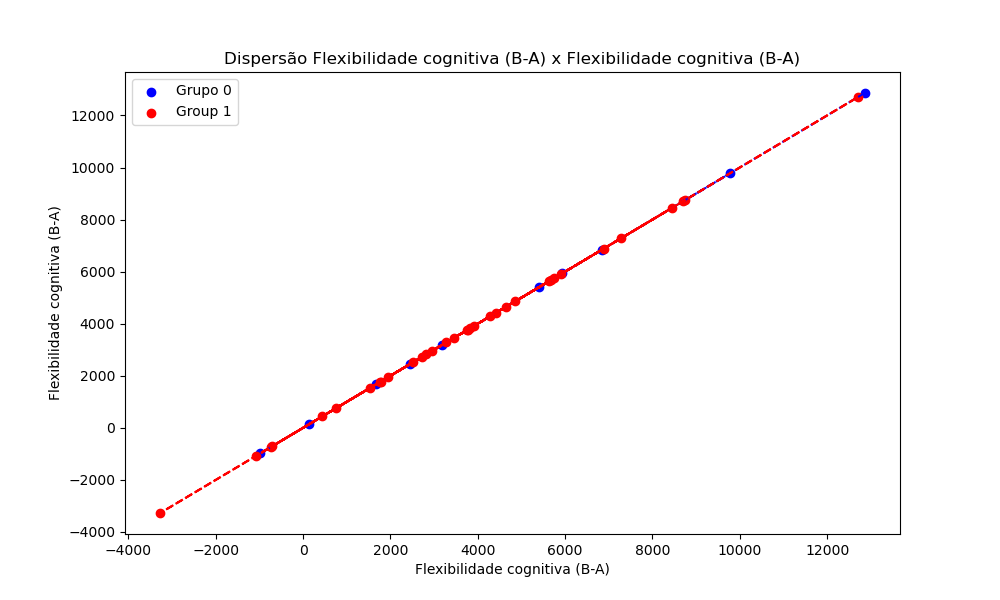 Dispersão Flexibilidade cognitiva (B-A) x Flexibilidade cognitiva (B-A)
Grupo 0
Group 1
Flexibilidade cognitiva (B-A)
12000
10000
8000
6000
4000
2000
0
−2000
−4000
−4000 −2000 0 2000 4000 6000 8000 10000 12000
Flexibilidade cognitiva (B-A)